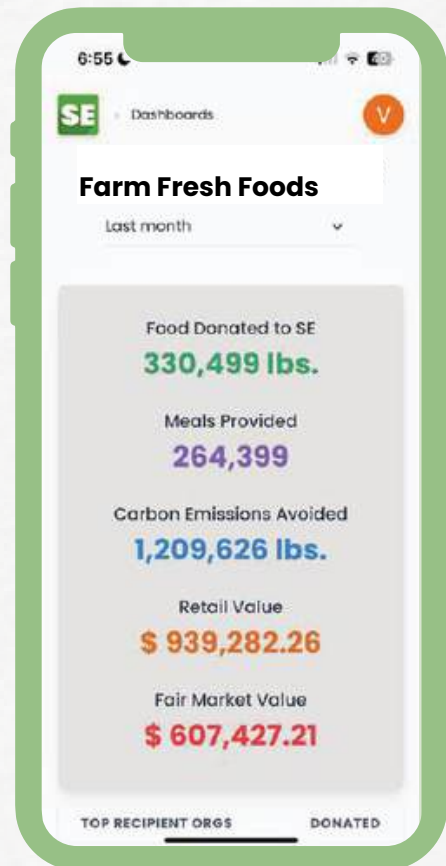 6:55
SE
Dashboards
V
Farm Fresh Foods
Last month
Food Donated to SE
330,499 lbs.
Meals Provided
264,399
Carbon Emissions Avoided
1,209,626 lbs.
Retail Value
$ 939,282.26
Fair Market Value
$ 607,427.21
TOP RECIPIENT ORGS DONATED